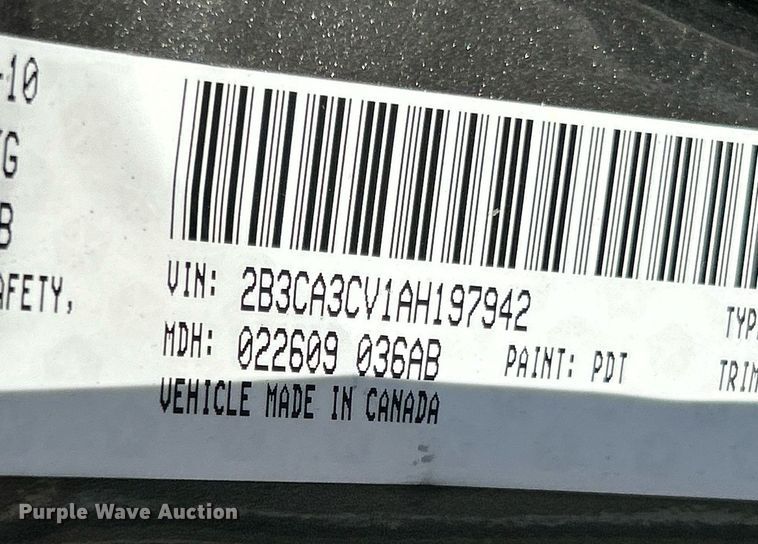 -10
G
B
AFETY,
VIN: 2B3CA3CV1AH197942
TYP
MDH: 022609 036AB
PAINT: PDT
TRIM
VEHICLE MADE IN CANADA
Purple Wave Auction